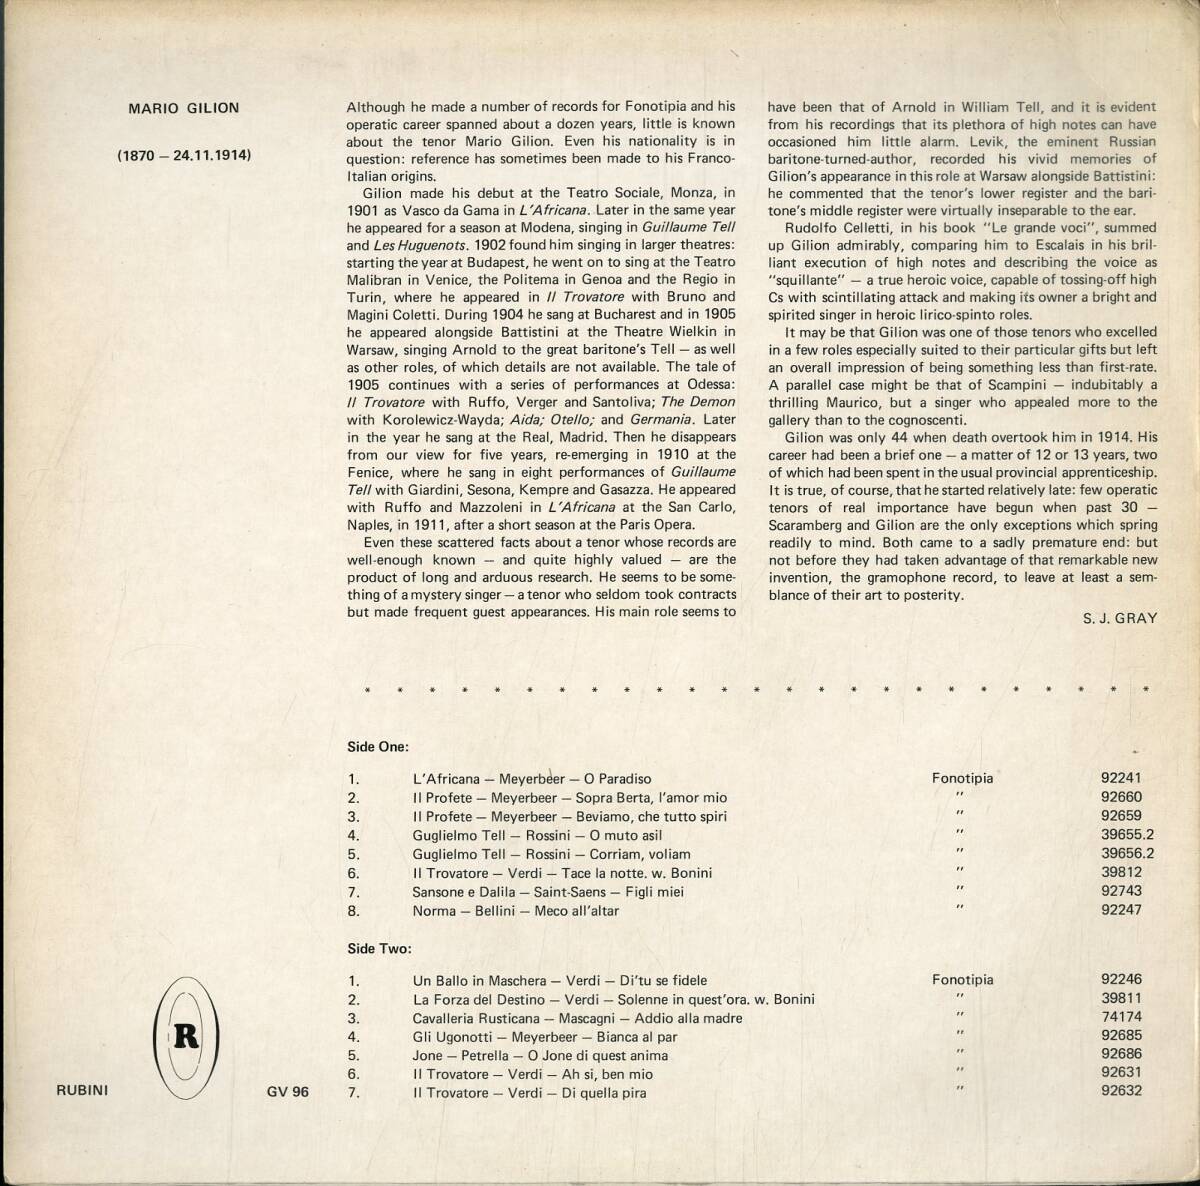 MARIO GILION
(1870 – 24.11.1914)
Although he made a number of records for Fonotipia and his
operatic career spanned about a dozen years, little is known
about the tenor Mario Gilion. Even his nationality is in
question: reference has sometimes been made to his Franco-
Italian origins.
Gilion made his debut at the Teatro Sociale, Monza, in
1901 as Vasco da Gama in L'Africana. Later in the same year
he appeared for a season at Modena, singing in Guillaume Tell
and Les Huguenots. 1902 found him singing in larger theatres:
starting the year at Budapest, he went on to sing at the Teatro
Malibran in Venice, the Politema in Genoa and the Regio in
Turin, where he appeared in Il Trovatore with Bruno and
Magini Coletti. During 1904 he sang at Bucharest and in 1905
he appeared alongside Battistini at the Theatre Wielkin in
Warsaw, singing Arnold to the great baritone's Tell – as well
as other roles, of which details are not available. The tale of
1905 continues with a series of performances at Odessa:
Il Trovatore with Ruffo, Verger and Santoliva; The Demon
with Korolewicz-Wayda; Aida; Otello; and Germania. Later
in the year he sang at the Real, Madrid. Then he disappears
from our view for five years, re-emerging in 1910 at the
Fenice, where he sang in eight performances of Guillaume
Tell with Giardini, Sesona, Kempre and Gasazza. He appeared
with Ruffo and Mazzoleni in L'Africana at the San Carlo,
Naples, in 1911, after a short season at the Paris Opera.
Even these scattered facts about a tenor whose records are
well-enough known – and quite highly valued – are the
product of long and arduous research. He seems to be some-
thing of a mystery singer – a tenor who seldom took contracts
but made frequent guest appearances. His main role seems to
have been that of Arnold in William Tell, and it is evident
from his recordings that its plethora of high notes can have
occasioned him little alarm. Levik, the eminent Russian
baritone-turned-author, recorded his vivid memories of
Gilion's appearance in this role at Warsaw alongside Battistini:
he commented that the tenor's lower register and the bari-
tone's middle register were virtually inseparable to the ear.
Rudolfo Celletti, in his book "Le grande voci", summed
up Gilion admirably, comparing him to Escalais in his bril-
liant execution of high notes and describing the voice as
"squillante" – a true heroic voice, capable of tossing-off high
Cs with scintillating attack and making its owner a bright and
spirited singer in heroic lirico-spinto roles.
It may be that Gilion was one of those tenors who excelled
in a few roles especially suited to their particular gifts but left
an overall impression of being something less than first-rate.
A parallel case might be that of Scampini – indubitably a
thrilling Maurico, but a singer who appealed more to the
gallery than to the cognoscenti.
Gilion was only 44 when death overtook him in 1914. His
career had been a brief one – a matter of 12 or 13 years, two
of which had been spent in the usual provincial apprenticeship.
It is true, of course, that he started relatively late: few operatic
tenors of real importance have begun when past 30 –
Scaramberg and Gilion are the only exceptions which spring
readily to mind. Both came to a sadly premature end: but
not before they had taken advantage of that remarkable new
invention, the gramophone record, to leave at least a sem-
blance of their art to posterity.
S. J. GRAY
* * * * * * * * * * * * * * * * * * * * * * * * *
Side One:
1. L'Africana – Meyerbeer – O Paradiso Fonotipia 92241
2. Il Profete – Meyerbeer – Sopra Berta, l'amor mio " 92660
3. Il Profete – Meyerbeer – Beviamo, che tutto spiri " 92659
4. Guglielmo Tell – Rossini – O muto asil " 39655.2
5. Guglielmo Tell – Rossini – Corriam, voliam " 39656.2
6. Il Trovatore – Verdi – Tace la notte. w. Bonini " 39812
7. Sansone e Dalila – Saint-Saens – Figli miei " 92743
8. Norma – Bellini – Meco all'altar " 92247
Side Two:
1. Un Ballo in Maschera – Verdi – Di'tu se fidele Fonotipia 92246
2. La Forza del Destino – Verdi – Solenne in quest'ora. w. Bonini " 39811
3. Cavalleria Rusticana – Mascagni – Addio alla madre " 74174
4. Gli Ugonotti – Meyerbeer – Bianca al par " 92685
5. Jone – Petrella – O Jone di quest anima " 92686
6. Il Trovatore – Verdi – Ah si, ben mio " 92631
7. Il Trovatore – Verdi – Di quella pira " 92632
R
RUBINI
GV 96